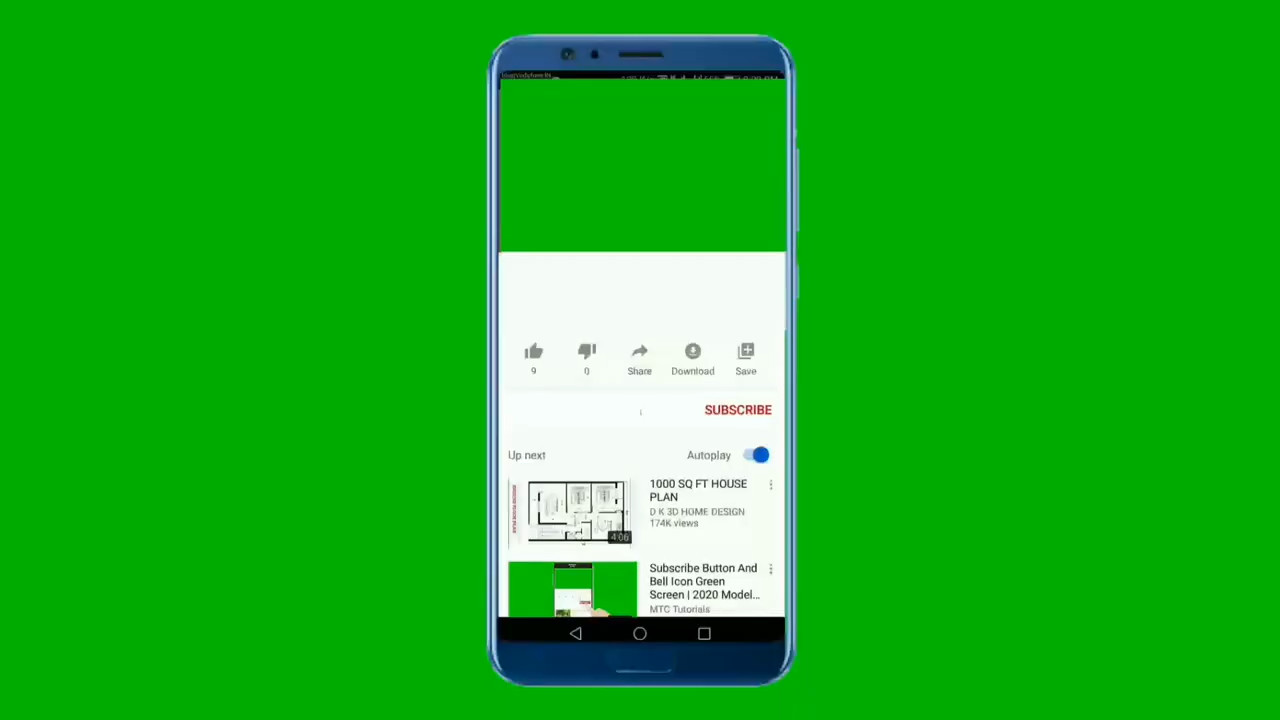 9
0
Share
Download
Save
SUBSCRIBE
Up next
Autoplay
1000 SQ FT HOUSE
PLAN
D K 3D HOME DESIGN
174K views
4:06
Subscribe Button And
Bell Icon Green
Screen | 2020 Model...
MTC Tutorials